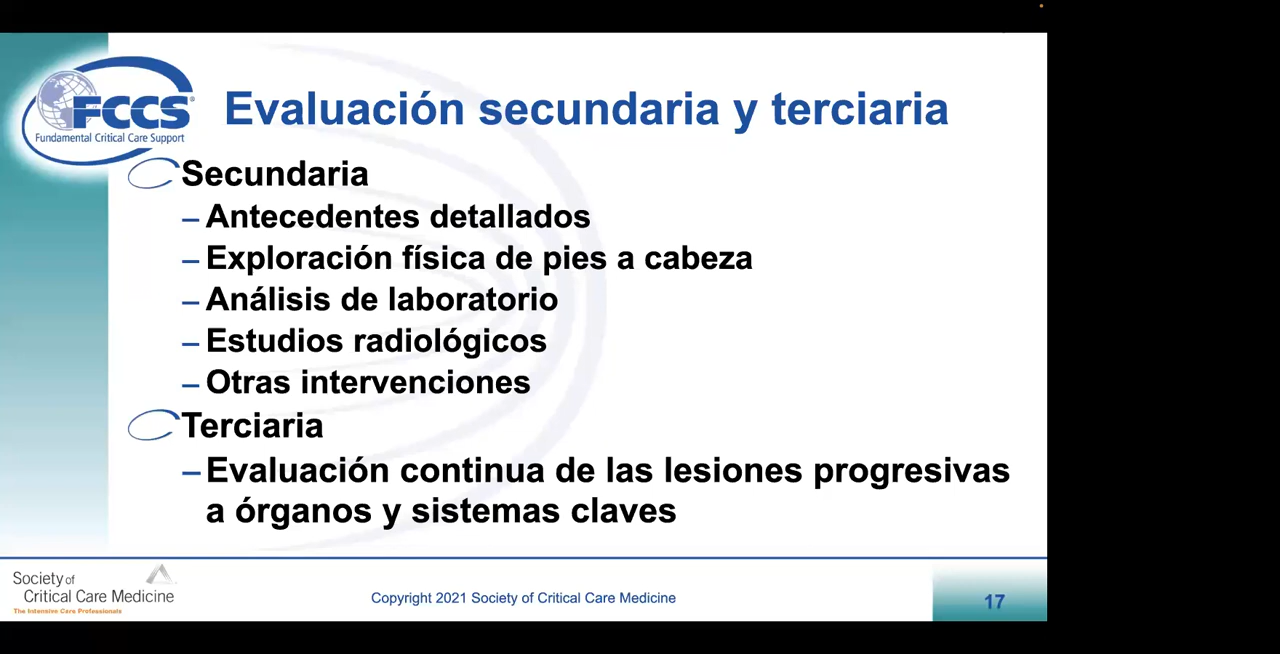 FCCS®
Fundamental Critical Care Support
Evaluación secundaria y terciaria
Secundaria
– Antecedentes detallados
– Exploración física de pies a cabeza
– Análisis de laboratorio
– Estudios radiológicos
– Otras intervenciones
Terciaria
– Evaluación continua de las lesiones progresivas
a órganos y sistemas claves
Society of
Critical Care Medicine
The Intensive Care Professionals
Copyright 2021 Society of Critical Care Medicine
17